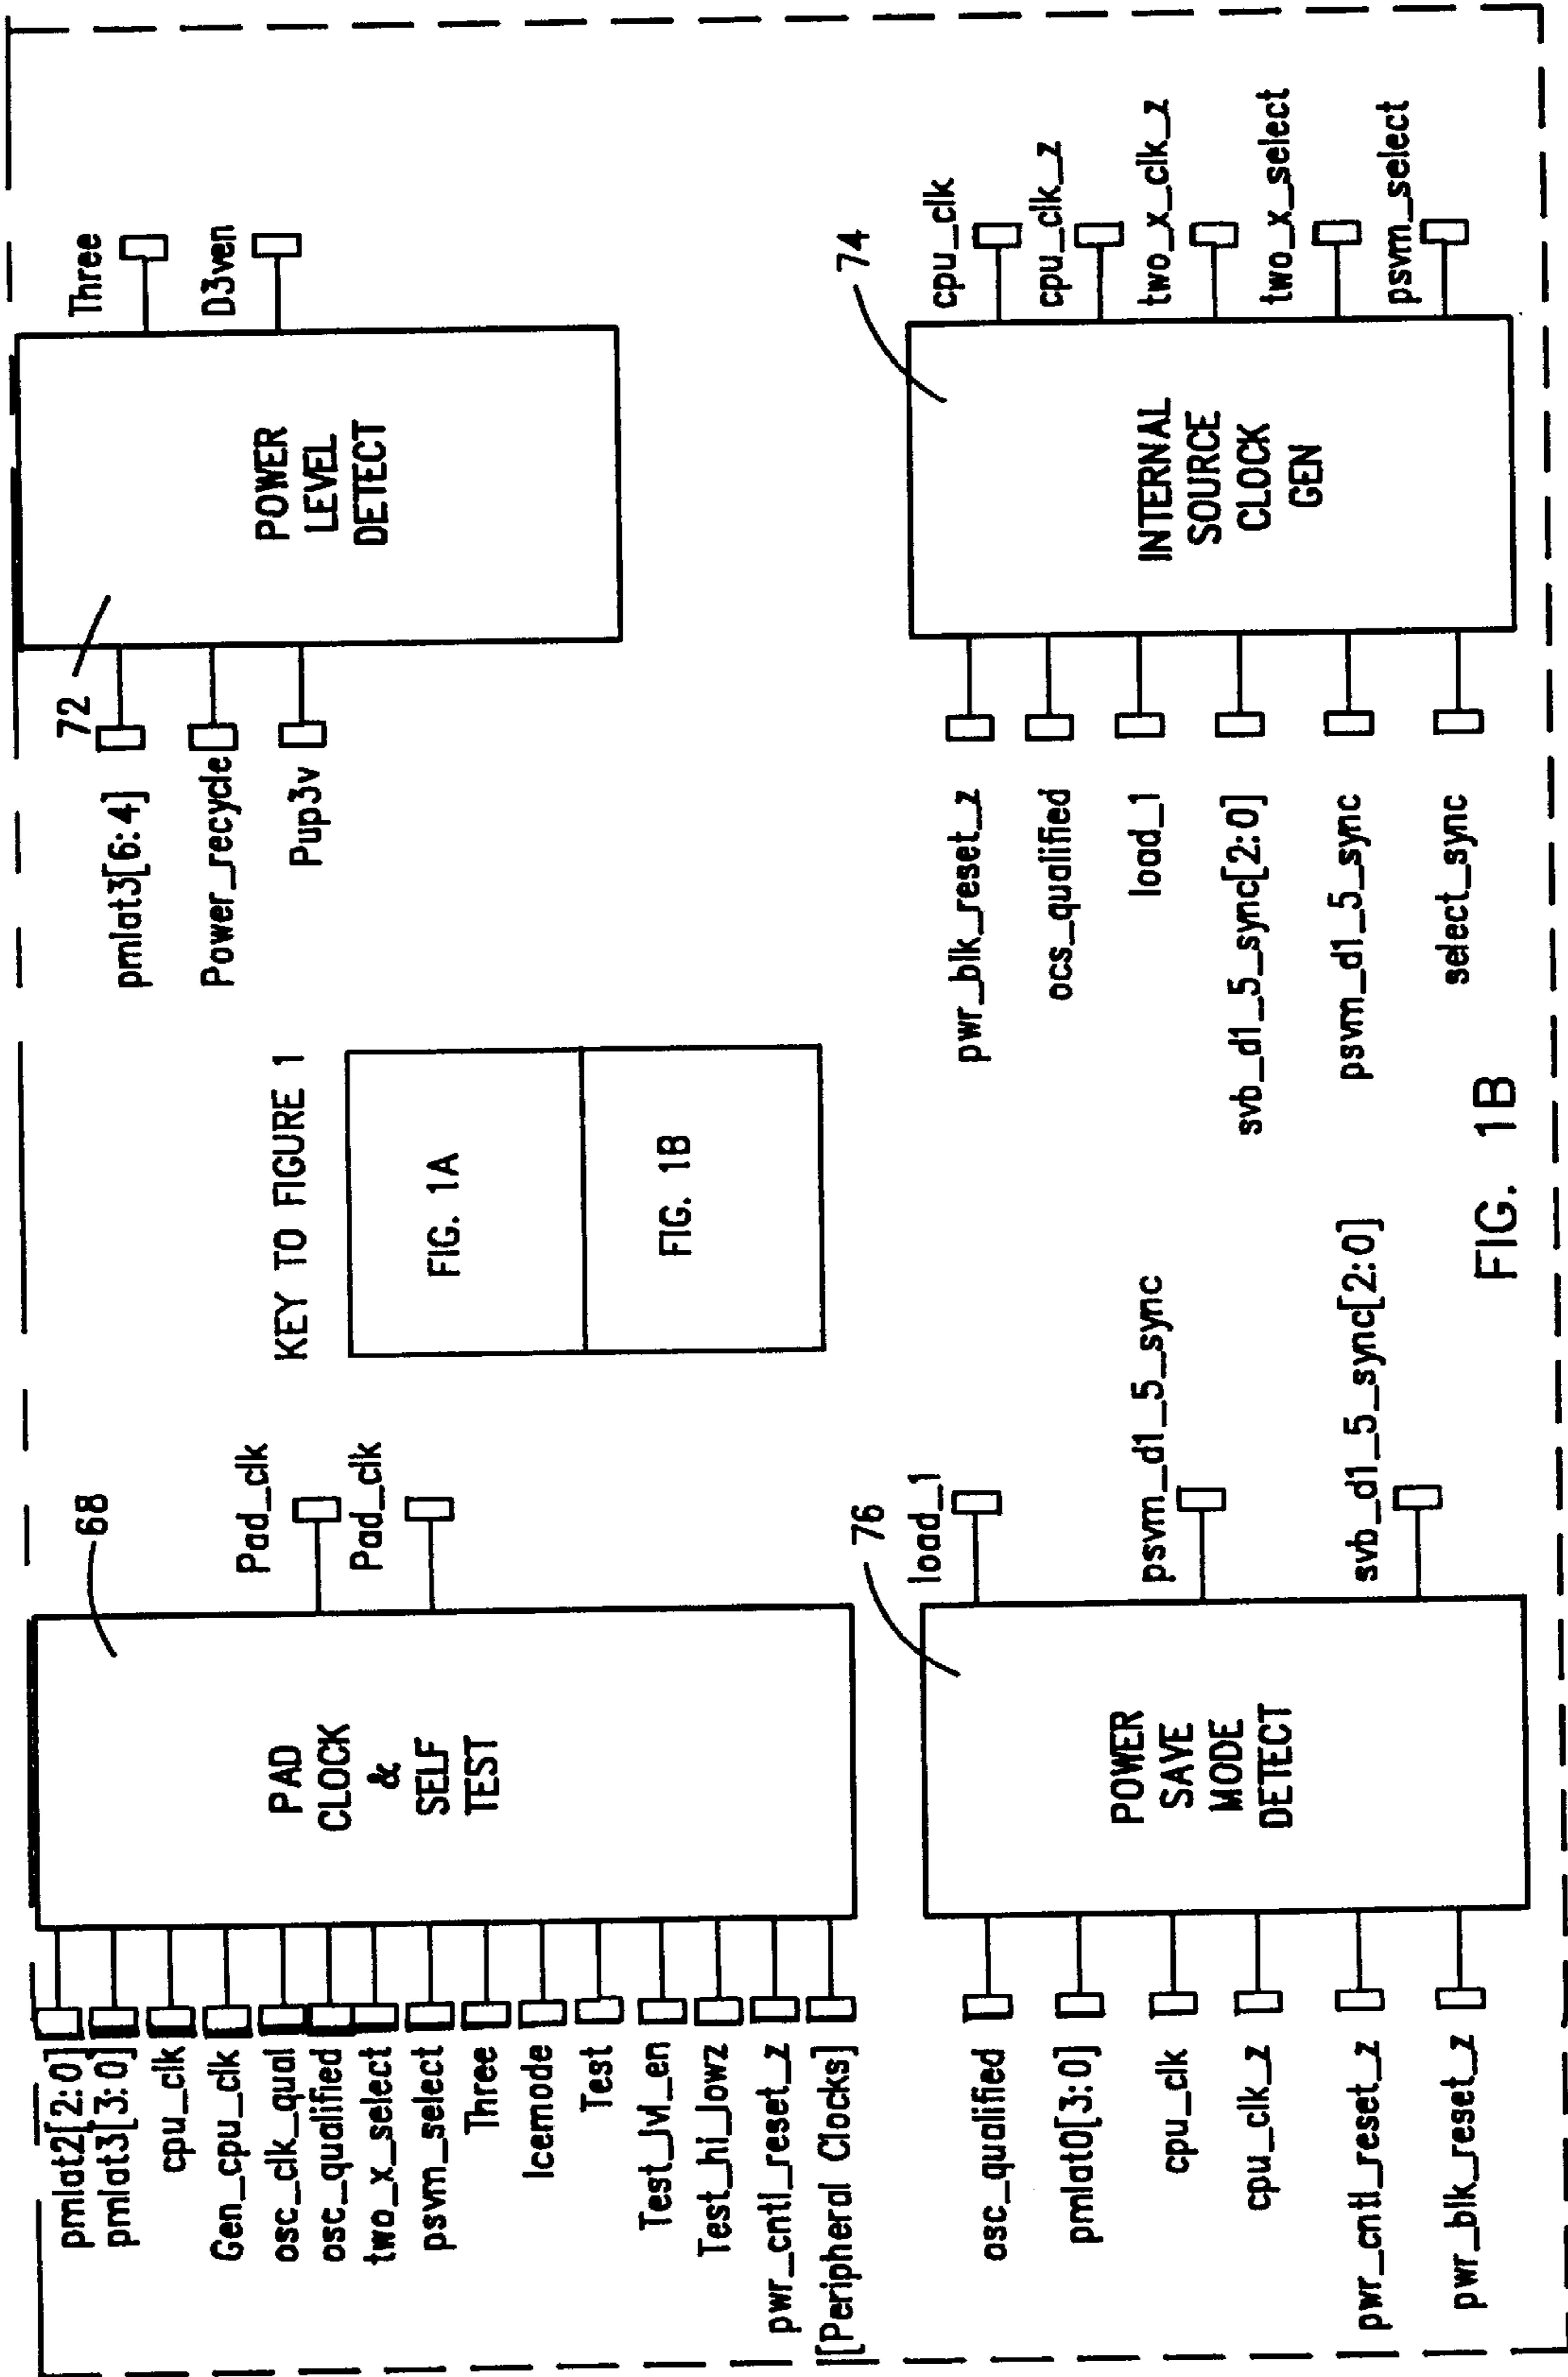 68
PAD
CLOCK
&
SELF
TEST
pmlat2[2:0]
pmlat3[3:0]
cpu_clk
Gen_cpu_clk
osc_clk_qual
osc_qualified
two_x_select
psvm_select
Three
Icemode
Test
Test_lvl_en
Test_hi_lowz
pwr_cntl_reset_z
[Peripheral Clocks]
Pad_clk
Pad_clk
KEY TO FIGURE 1
FIG. 1A
FIG. 1B
72
POWER
LEVEL
DETECT
pmlat3[6:4]
Power_recycle
Pup3v
Three
D3ven
76
POWER
SAVE
MODE
DETECT
osc_qualified
pmlat0[3:0]
cpu_clk
cpu_clk_z
pwr_cntl_reset_z
pwr_blk_reset_z
load_1
psvm_d1_5_sync
svb_d1_5_sync[2:0]
74
INTERNAL
SOURCE
CLOCK
GEN
pwr_blk_reset_z
ocs_qualified
load_1
svb_d1_5_sync[2:0]
psvm_d1_5_sync
select_sync
cpu_clk
cpu_clk_z
two_x_clk_z
two_x_select
psvm_select
FIG. 1B